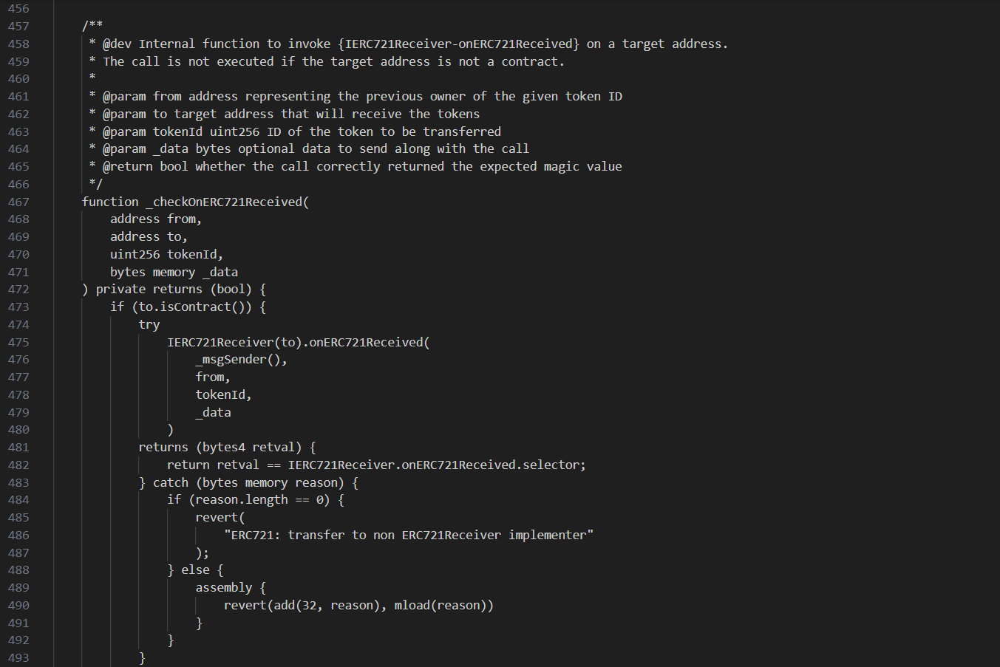 456
457 /**
458 * @dev Internal function to invoke {IERC721Receiver-onERC721Received} on a target address.
459 * The call is not executed if the target address is not a contract.
460 *
461 * @param from address representing the previous owner of the given token ID
462 * @param to target address that will receive the tokens
463 * @param tokenId uint256 ID of the token to be transferred
464 * @param _data bytes optional data to send along with the call
465 * @return bool whether the call correctly returned the expected magic value
466 */
467 function _checkOnERC721Received(
468 address from,
469 address to,
470 uint256 tokenId,
471 bytes memory _data
472 ) private returns (bool) {
473 if (to.isContract()) {
474 try
475 IERC721Receiver(to).onERC721Received(
476 _msgSender(),
477 from,
478 tokenId,
479 _data
480 )
481 returns (bytes4 retval) {
482 return retval == IERC721Receiver.onERC721Received.selector;
483 } catch (bytes memory reason) {
484 if (reason.length == 0) {
485 revert(
486 "ERC721: transfer to non ERC721Receiver implementer"
487 );
488 } else {
489 assembly {
490 revert(add(32, reason), mload(reason))
491 }
492 }
493 }